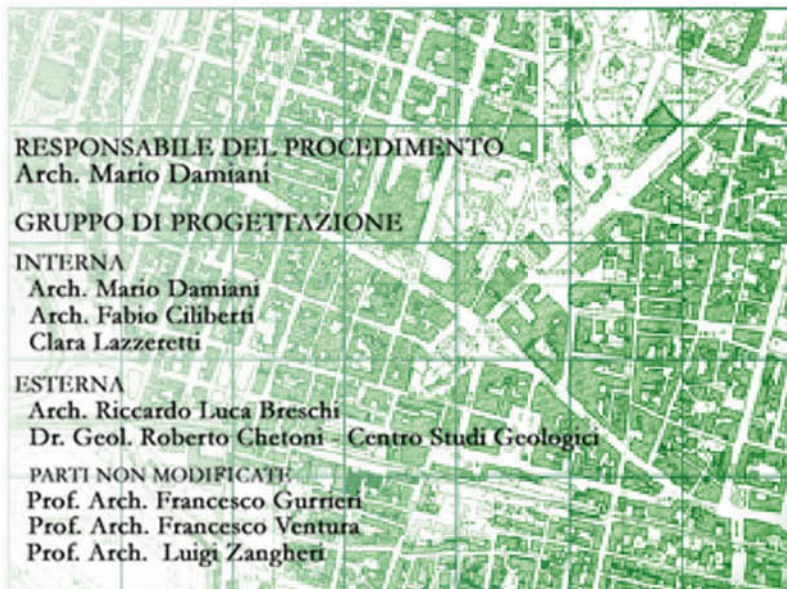 RESPONSABILE DEL PROCEDIMENTO
Arch. Mario Damiani
GRUPPO DI PROGETTAZIONE
INTERNA
Arch. Mario Damiani
Arch. Fabio Ciliberti
Clara Lazzeretti
ESTERNA
Arch. Riccardo Luca Breschi
Dr. Geol. Roberto Chetoni - Centro Studi Geologici
PARTI NON MODIFICATE
Prof. Arch. Francesco Gurrieri
Prof. Arch. Francesco Ventura
Prof. Arch. Luigi Zangheri